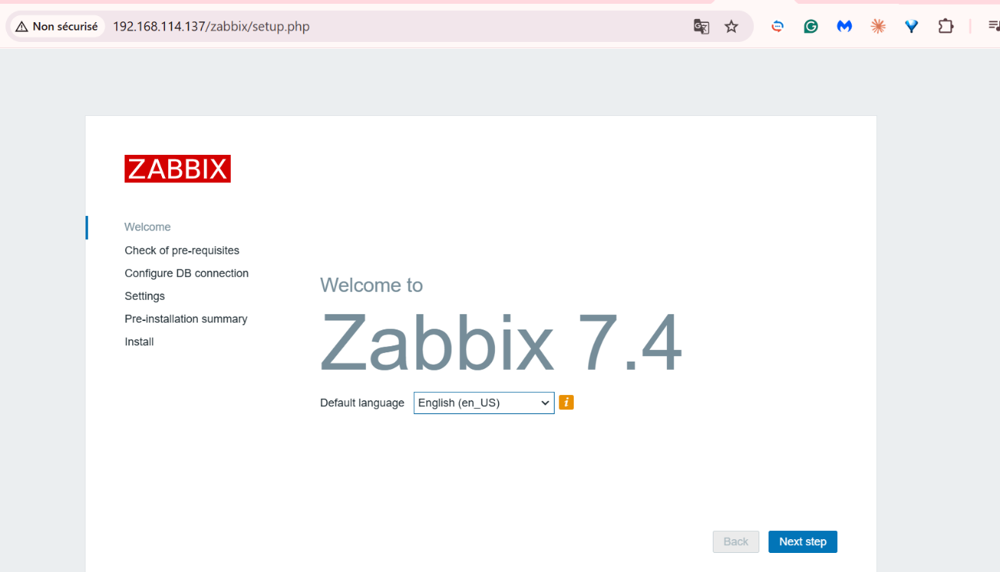 Non sécurisé 192.168.114.137/zabbix/setup.php
ZABBIX
Welcome
Check of pre-requisites
Configure DB connection
Settings
Pre-installation summary
Install
Welcome to
Zabbix 7.4
Default language English (en_US) i
Back Next step